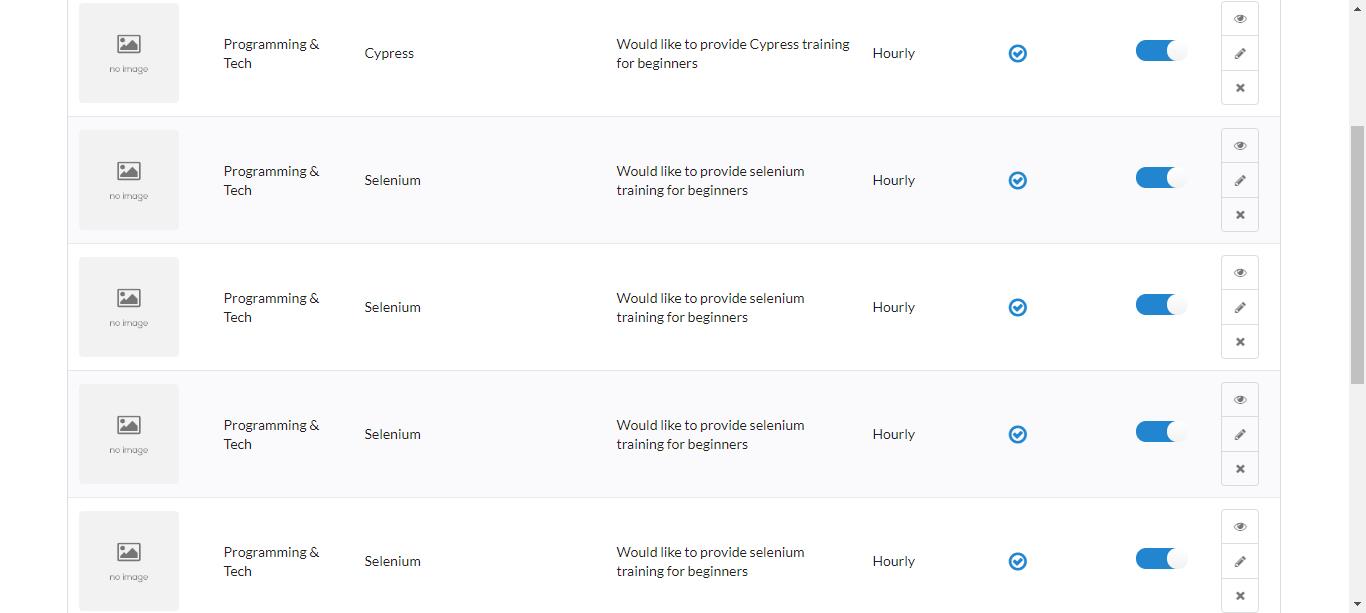 no image
Programming &
Tech
Cypress
Would like to provide Cypress training
for beginners
Hourly
no image
Programming &
Tech
Selenium
Would like to provide selenium
training for beginners
Hourly
no image
Programming &
Tech
Selenium
Would like to provide selenium
training for beginners
Hourly
no image
Programming &
Tech
Selenium
Would like to provide selenium
training for beginners
Hourly
no image
Programming &
Tech
Selenium
Would like to provide selenium
training for beginners
Hourly